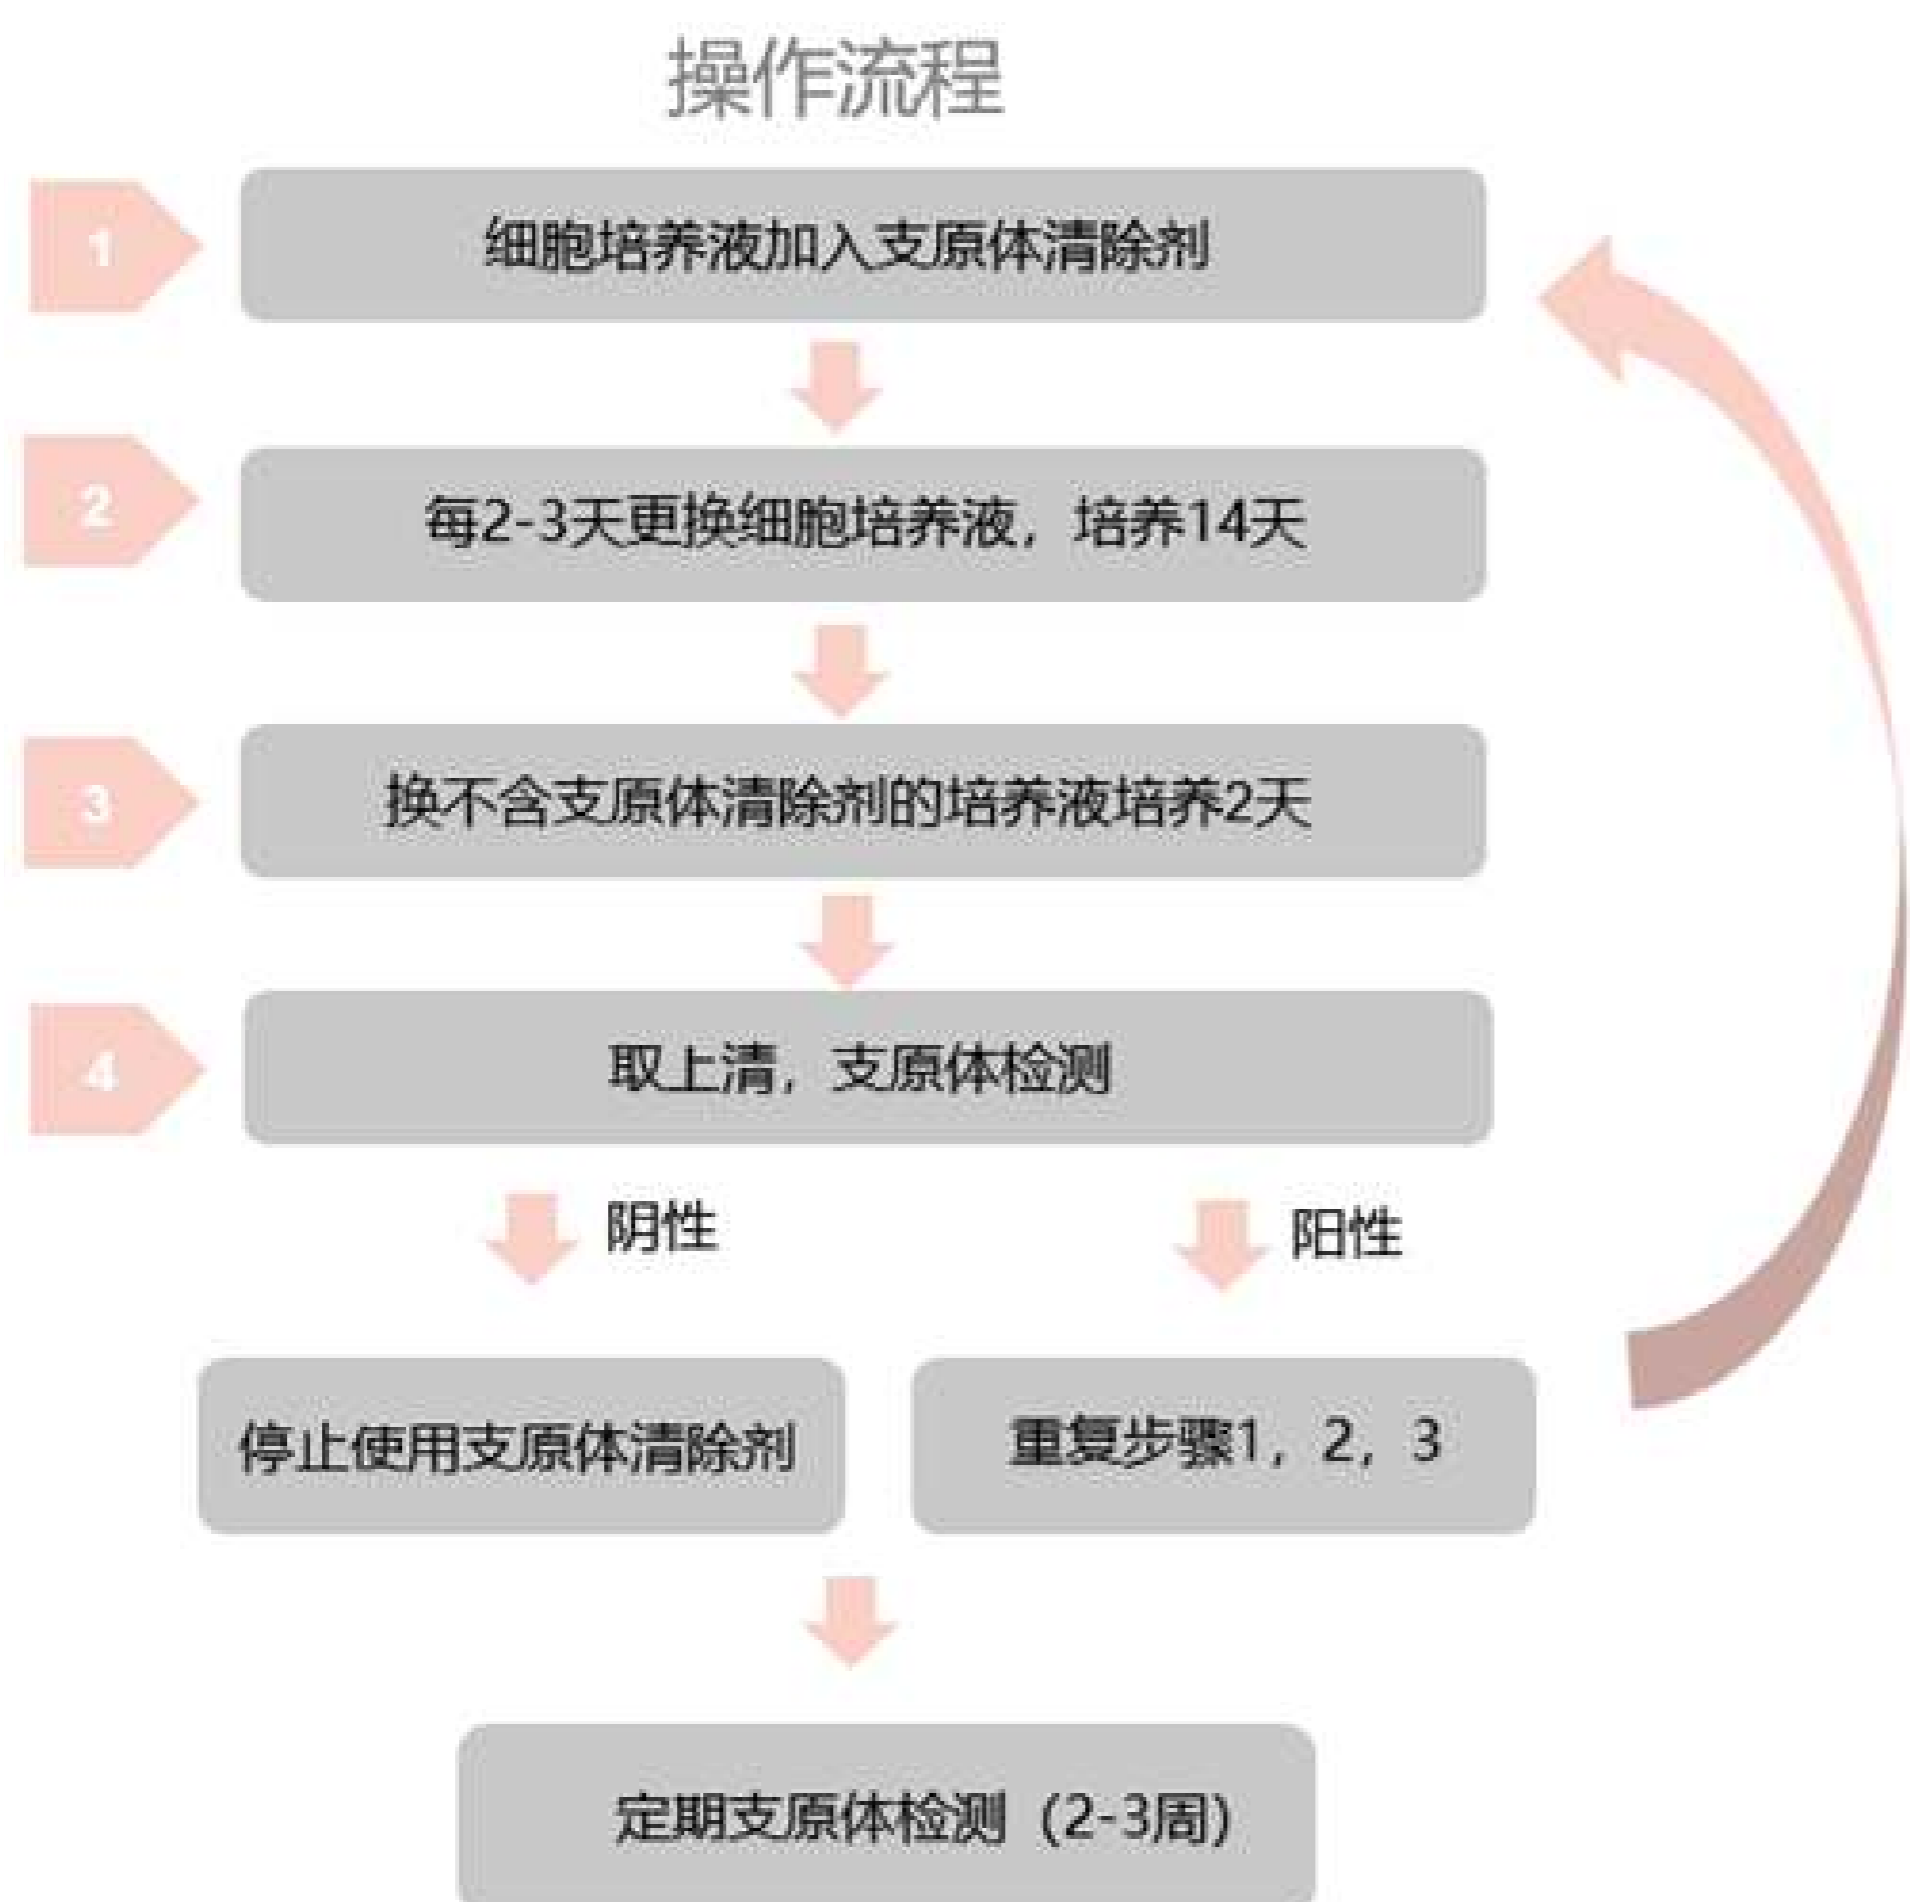 操作流程
1
细胞培养液加入支原体清除剂
2
每2-3天更换细胞培养液，培养14天
3
换不含支原体清除剂的培养液培养2天
4
取上清，支原体检测
阴性
阳性
停止使用支原体清除剂
重复步骤1，2，3
定期支原体检测（2-3周）